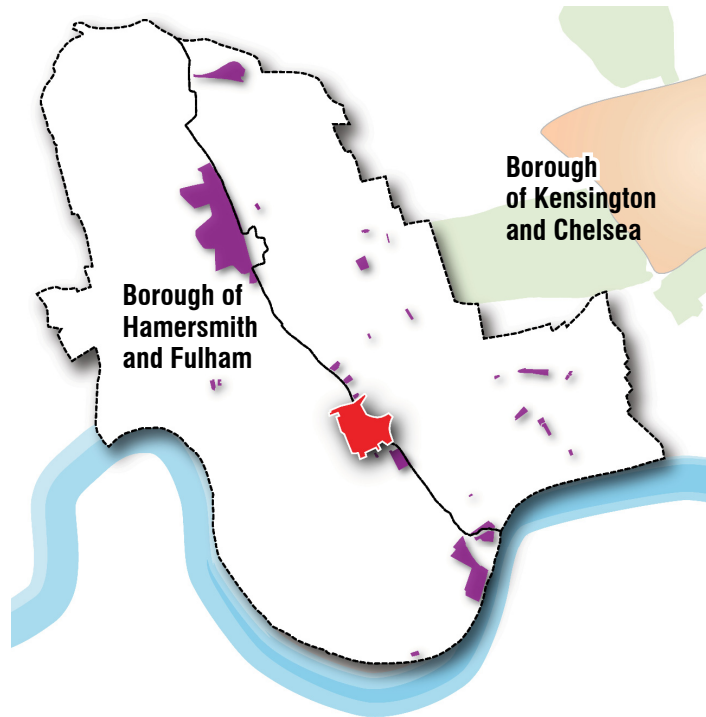 Borough
of Kensington
and Chelsea
Borough of
Hamersmith
and Fulham